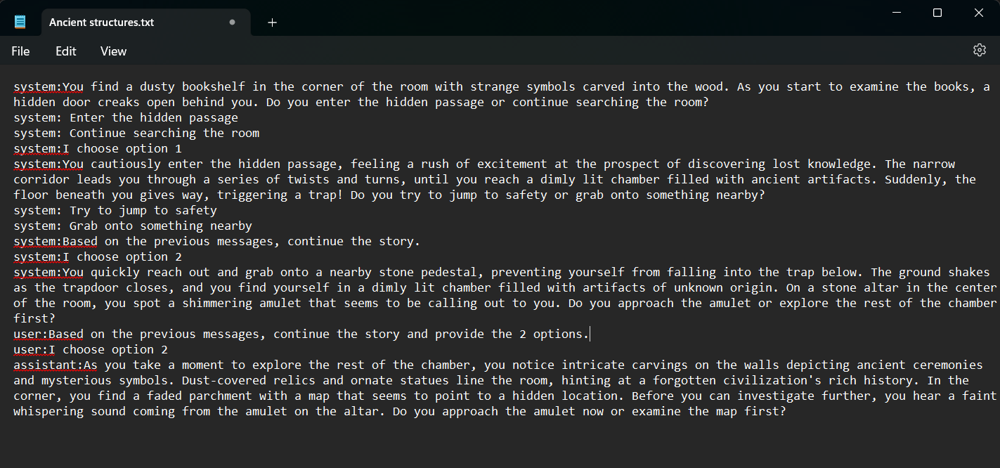 Ancient structures.txt
File Edit View
system:You find a dusty bookshelf in the corner of the room with strange symbols carved into the wood. As you start to examine the books, a
hidden door creaks open behind you. Do you enter the hidden passage or continue searching the room?
system: Enter the hidden passage
system: Continue searching the room
system:I choose option 1
system:You cautiously enter the hidden passage, feeling a rush of excitement at the prospect of discovering lost knowledge. The narrow
corridor leads you through a series of twists and turns, until you reach a dimly lit chamber filled with ancient artifacts. Suddenly, the
floor beneath you gives way, triggering a trap! Do you try to jump to safety or grab onto something nearby?
system: Try to jump to safety
system: Grab onto something nearby
system:Based on the previous messages, continue the story.
system:I choose option 2
system:You quickly reach out and grab onto a nearby stone pedestal, preventing yourself from falling into the trap below. The ground shakes
as the trapdoor closes, and you find yourself in a dimly lit chamber filled with artifacts of unknown origin. On a stone altar in the center
of the room, you spot a shimmering amulet that seems to be calling out to you. Do you approach the amulet or explore the rest of the chamber
first?
user:Based on the previous messages, continue the story and provide the 2 options.
user:I choose option 2
assistant:As you take a moment to explore the rest of the chamber, you notice intricate carvings on the walls depicting ancient ceremonies
and mysterious symbols. Dust-covered relics and ornate statues line the room, hinting at a forgotten civilization's rich history. In the
corner, you find a faded parchment with a map that seems to point to a hidden location. Before you can investigate further, you hear a faint
whispering sound coming from the amulet on the altar. Do you approach the amulet now or examine the map first?